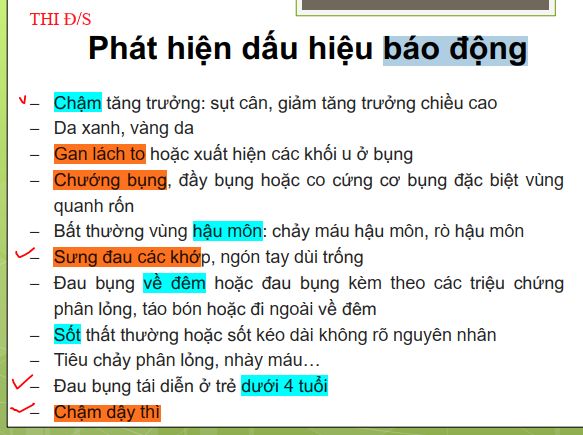 THI Đ/S
Phát hiện dấu hiệu báo động
– Chậm tăng trưởng: sụt cân, giảm tăng trưởng chiều cao
– Da xanh, vàng da
– Gan lách to hoặc xuất hiện các khối u ở bụng
– Chướng bụng, đầy bụng hoặc co cứng cơ bụng đặc biệt vùng
quanh rốn
– Bất thường vùng hậu môn: chảy máu hậu môn, rò hậu môn
– Sưng đau các khớp, ngón tay dùi trống
– Đau bụng về đêm hoặc đau bụng kèm theo các triệu chứng
phân lỏng, táo bón hoặc đi ngoài về đêm
– Sốt thất thường hoặc sốt kéo dài không rõ nguyên nhân
– Tiêu chảy phân lỏng, nhày máu…
– Đau bụng tái diễn ở trẻ dưới 4 tuổi
– Chậm dậy thì